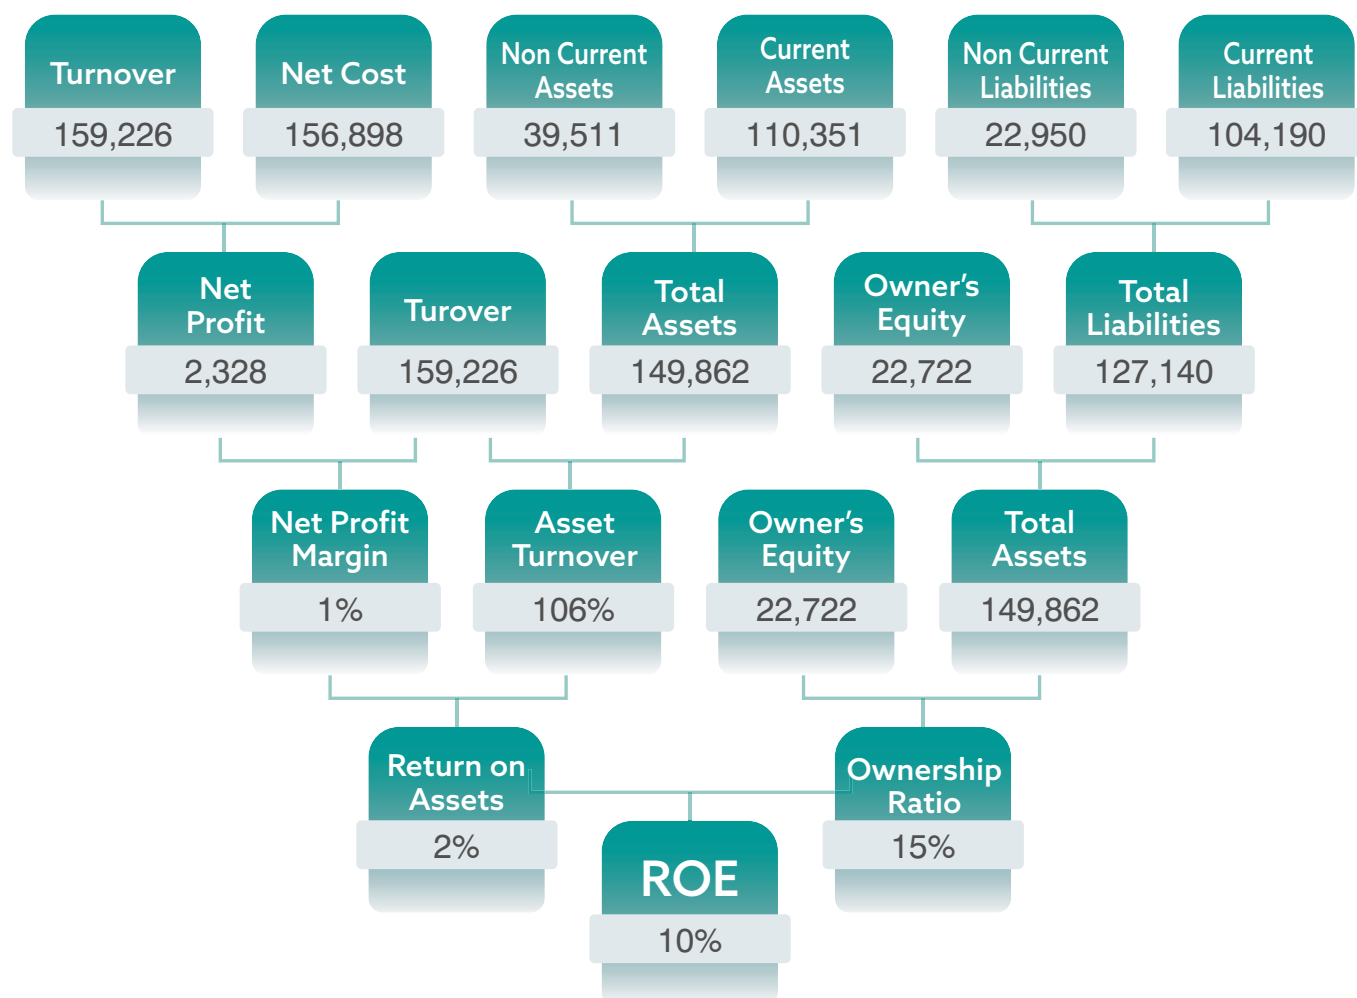 Turnover
159,226
Net Cost
156,898
Non Current
Assets
39,511
Current
Assets
110,351
Non Current
Liabilities
22,950
Current
Liabilities
104,190
Net
Profit
2,328
Turover
159,226
Total
Assets
149,862
Owner's
Equity
22,722
Total
Liabilities
127,140
Net Profit
Margin
1%
Asset
Turnover
106%
Owner's
Equity
22,722
Total
Assets
149,862
Return on
Assets
2%
Ownership
Ratio
15%
ROE
10%